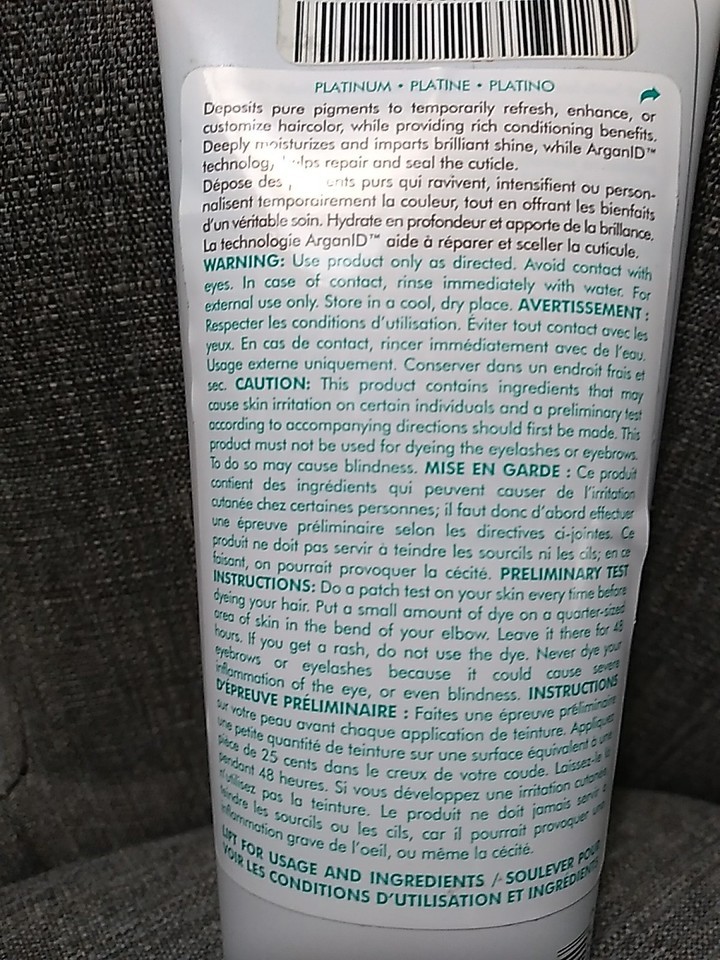 PLATINUM • PLATINE • PLATINO
Deposits pure pigments to temporarily refresh, enhance, or
customize haircolor, while providing rich conditioning benefits.
Deeply moisturizes and imparts brilliant shine, while ArganID™
technolog, lps repair and seal the cuticle.
Dépose des ents purs qui ravivent, intensifient ou person-
nalisent temporairement la couleur, tout en offrant les bienfaits
d'un véritable soin. Hydrate en profondeur et apporte de la brillance.
La technologie ArganID™ aide à réparer et sceller la cuticule.
WARNING: Use product only as directed. Avoid contact with
eyes. In case of contact, rinse immediately with water. For
external use only. Store in a cool, dry place. AVERTISSEMENT :
Respecter les conditions d'utilisation. Éviter tout contact avec les
yeux. En cas de contact, rincer immédiatement avec de l'eau.
Usage externe uniquement. Conserver dans un endroit frais et
sec. CAUTION: This product contains ingredients that may
cause skin irritation on certain individuals and a preliminary test
according to accompanying directions should first be made. This
product must not be used for dyeing the eyelashes or eyebrows.
To do so may cause blindness. MISE EN GARDE : Ce produit
contient des ingrédients qui peuvent causer de l'irritation
cutanée chez certaines personnes; il faut donc d'abord effectuer
une épreuve préliminaire selon les directives ci-jointes. Ce
produit ne doit pas servir à teindre les sourcils ni les cils; en ce
faisant, on pourrait provoquer la cécité. PRELIMINARY TEST
INSTRUCTIONS: Do a patch test on your skin every time before
dyeing your hair. Put a small amount of dye on a quarter-sized
area of skin in the bend of your elbow. Leave it there for 48
hours. If you get a rash, do not use the dye. Never dye your
eyebrows or eyelashes because it could cause severe
inflammation of the eye, or even blindness. INSTRUCTIONS
D'ÉPREUVE PRÉLIMINAIRE : Faites une épreuve préliminaire
sur votre peau avant chaque application de teinture. Appliquez
une petite quantité de teinture sur une surface équivalent à une
pièce de 25 cents dans le creux de votre coude. Laissez-le
pendant 48 heures. Si vous développez une irritation cutanée,
n'utilisez pas la teinture. Le produit ne doit jamais servir à
teindre les sourcils ou les cils, car il pourrait provoquer une
inflammation grave de l'oeil, ou même la cécité.
LIFT FOR USAGE AND INGREDIENTS / SOULEVER POUR
VOIR LES CONDITIONS D'UTILISATION ET INGRÉDIENTS